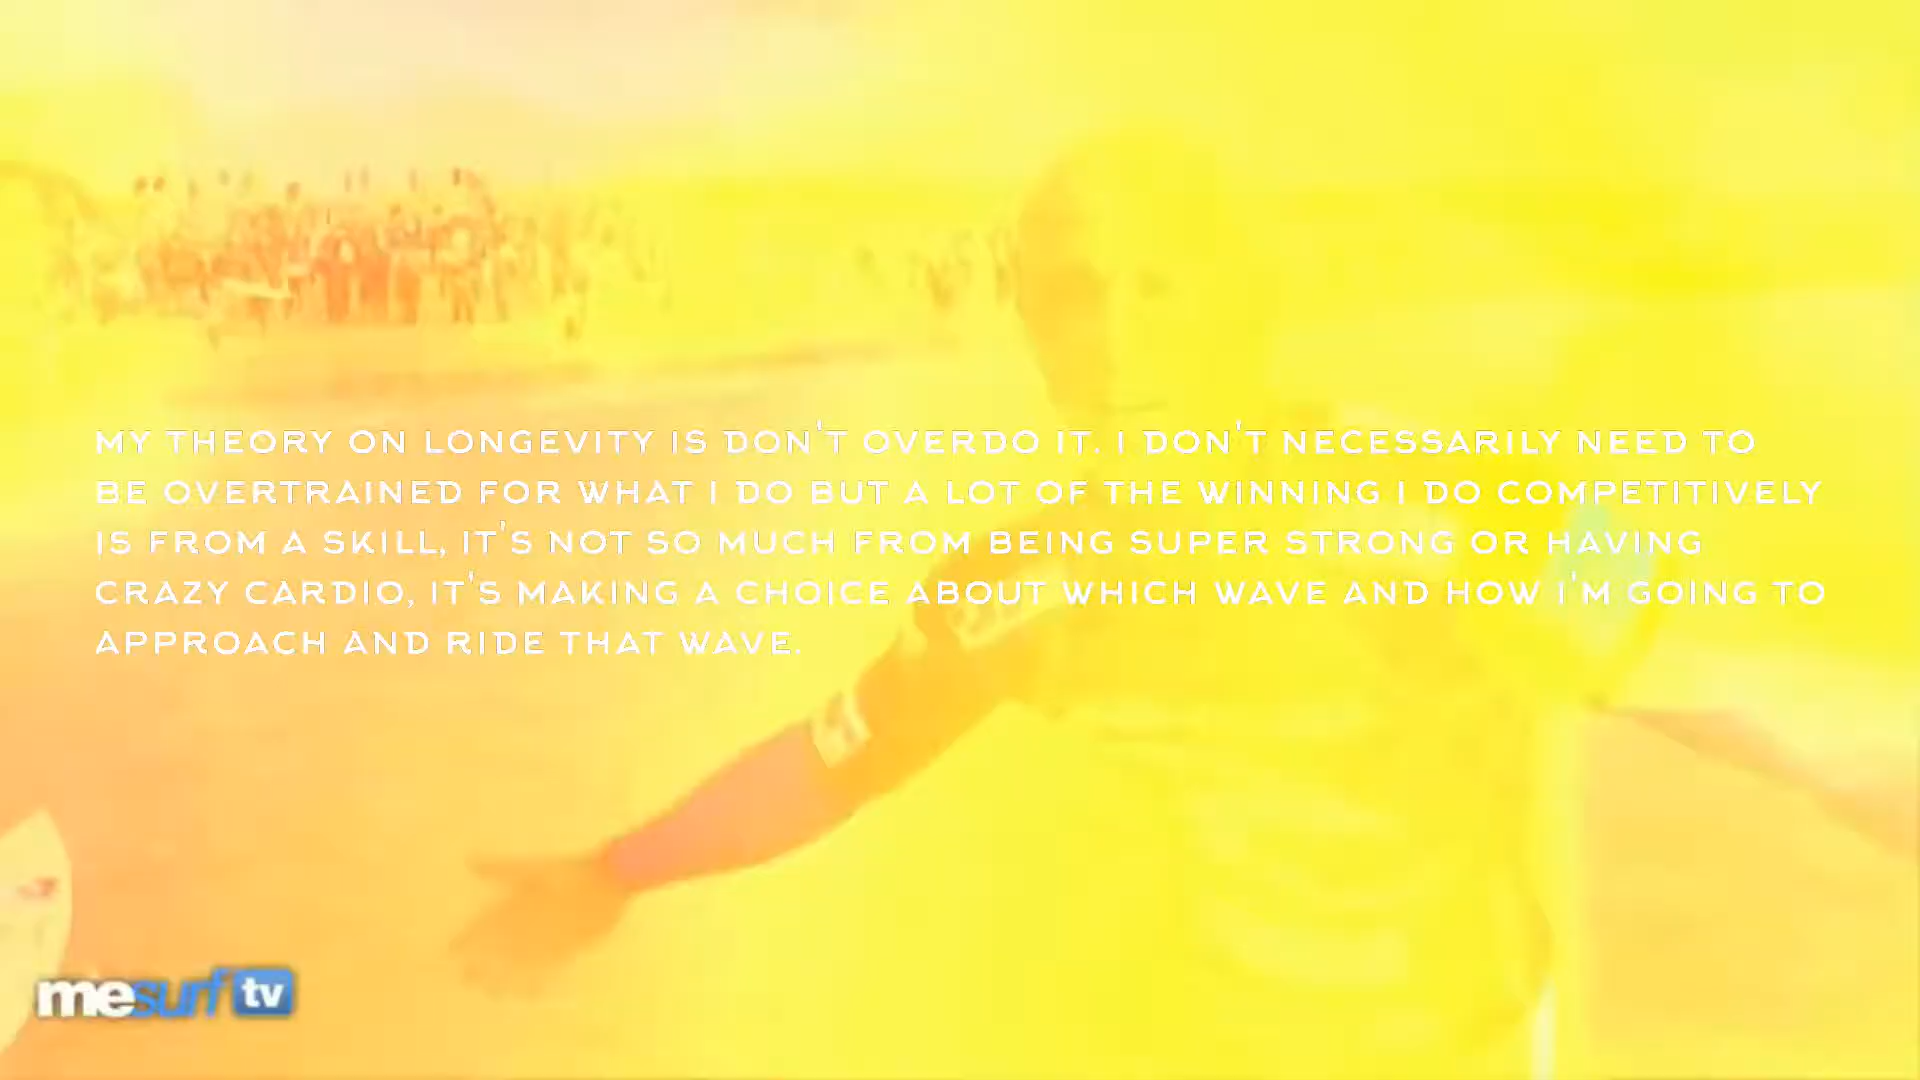 MY THEORY ON LONGEVITY IS DON'T OVERDO IT. I DON'T NECESSARILY NEED TO
BE OVERTRAINED FOR WHAT I DO BUT A LOT OF THE WINNING I DO COMPETITIVELY
IS FROM A SKILL, IT'S NOT SO MUCH FROM BEING SUPER STRONG OR HAVING
CRAZY CARDIO, IT'S MAKING A CHOICE ABOUT WHICH WAVE AND HOW I'M GOING TO
APPROACH AND RIDE THAT WAVE.
mesurf tv